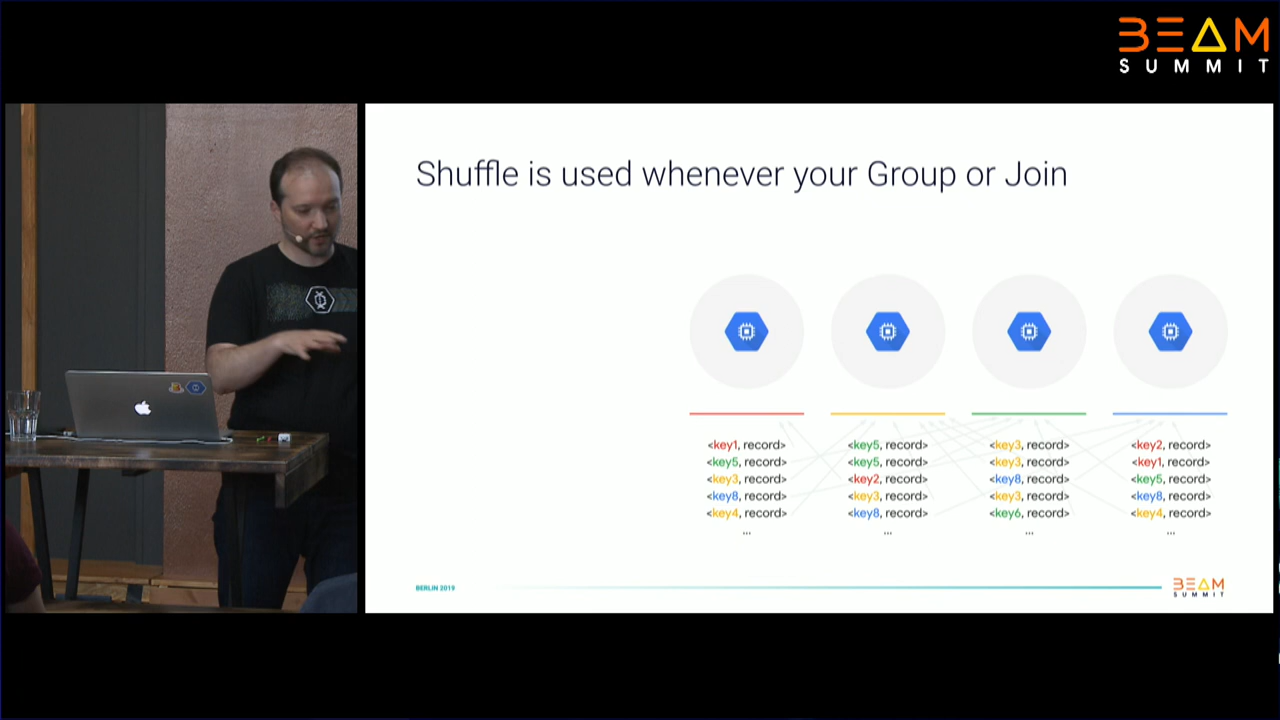 BEAM
SUMMIT
Shuffle is used whenever your Group or Join
<key1, record>
<key5, record>
<key3, record>
<key8, record>
<key4, record>
...
<key5, record>
<key5, record>
<key2, record>
<key3, record>
<key8, record>
...
<key3, record>
<key3, record>
<key8, record>
<key3, record>
<key6, record>
...
<key2, record>
<key1, record>
<key5, record>
<key8, record>
<key4, record>
...
BERLIN 2019
BEAM
SUMMIT